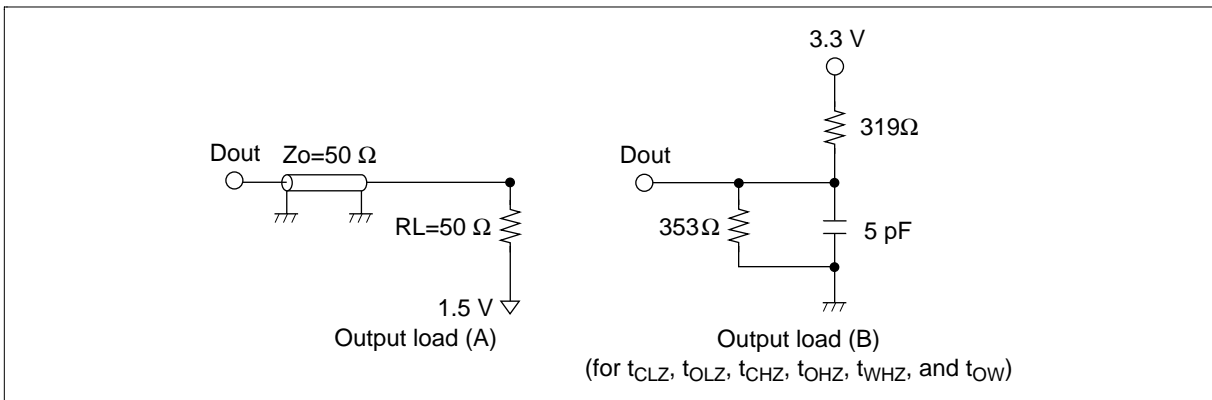 Dout
Zo=50 Ω
RL=50 Ω
1.5 V
Output load (A)
3.3 V
319Ω
Dout
353Ω
5 pF
Output load (B)
(for tCLZ, tOLZ, tCHZ, tOHZ, tWHZ, and tOW)